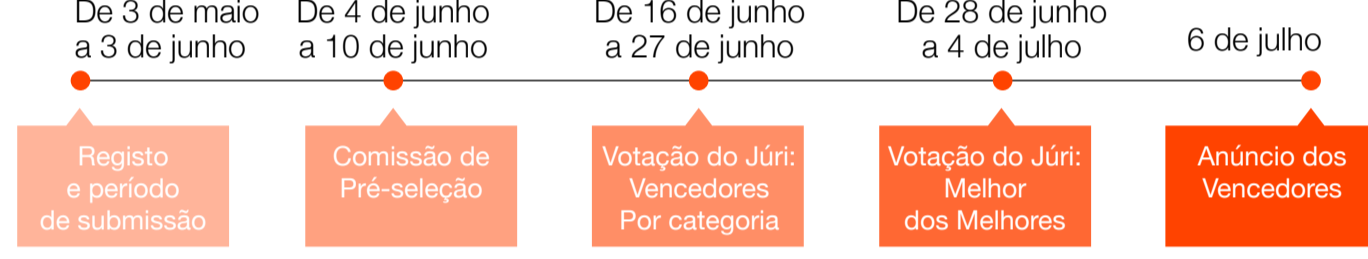 De 3 de maio
a 3 de junho
De 4 de junho
a 10 de junho
De 16 de junho
a 27 de junho
De 28 de junho
a 4 de julho
6 de julho
Registo
e período
de submissão
Comissão de
Pré-seleção
Votação do Júri:
Vencedores
Por categoria
Votação do Júri:
Melhor
dos Melhores
Anúncio dos
Vencedores